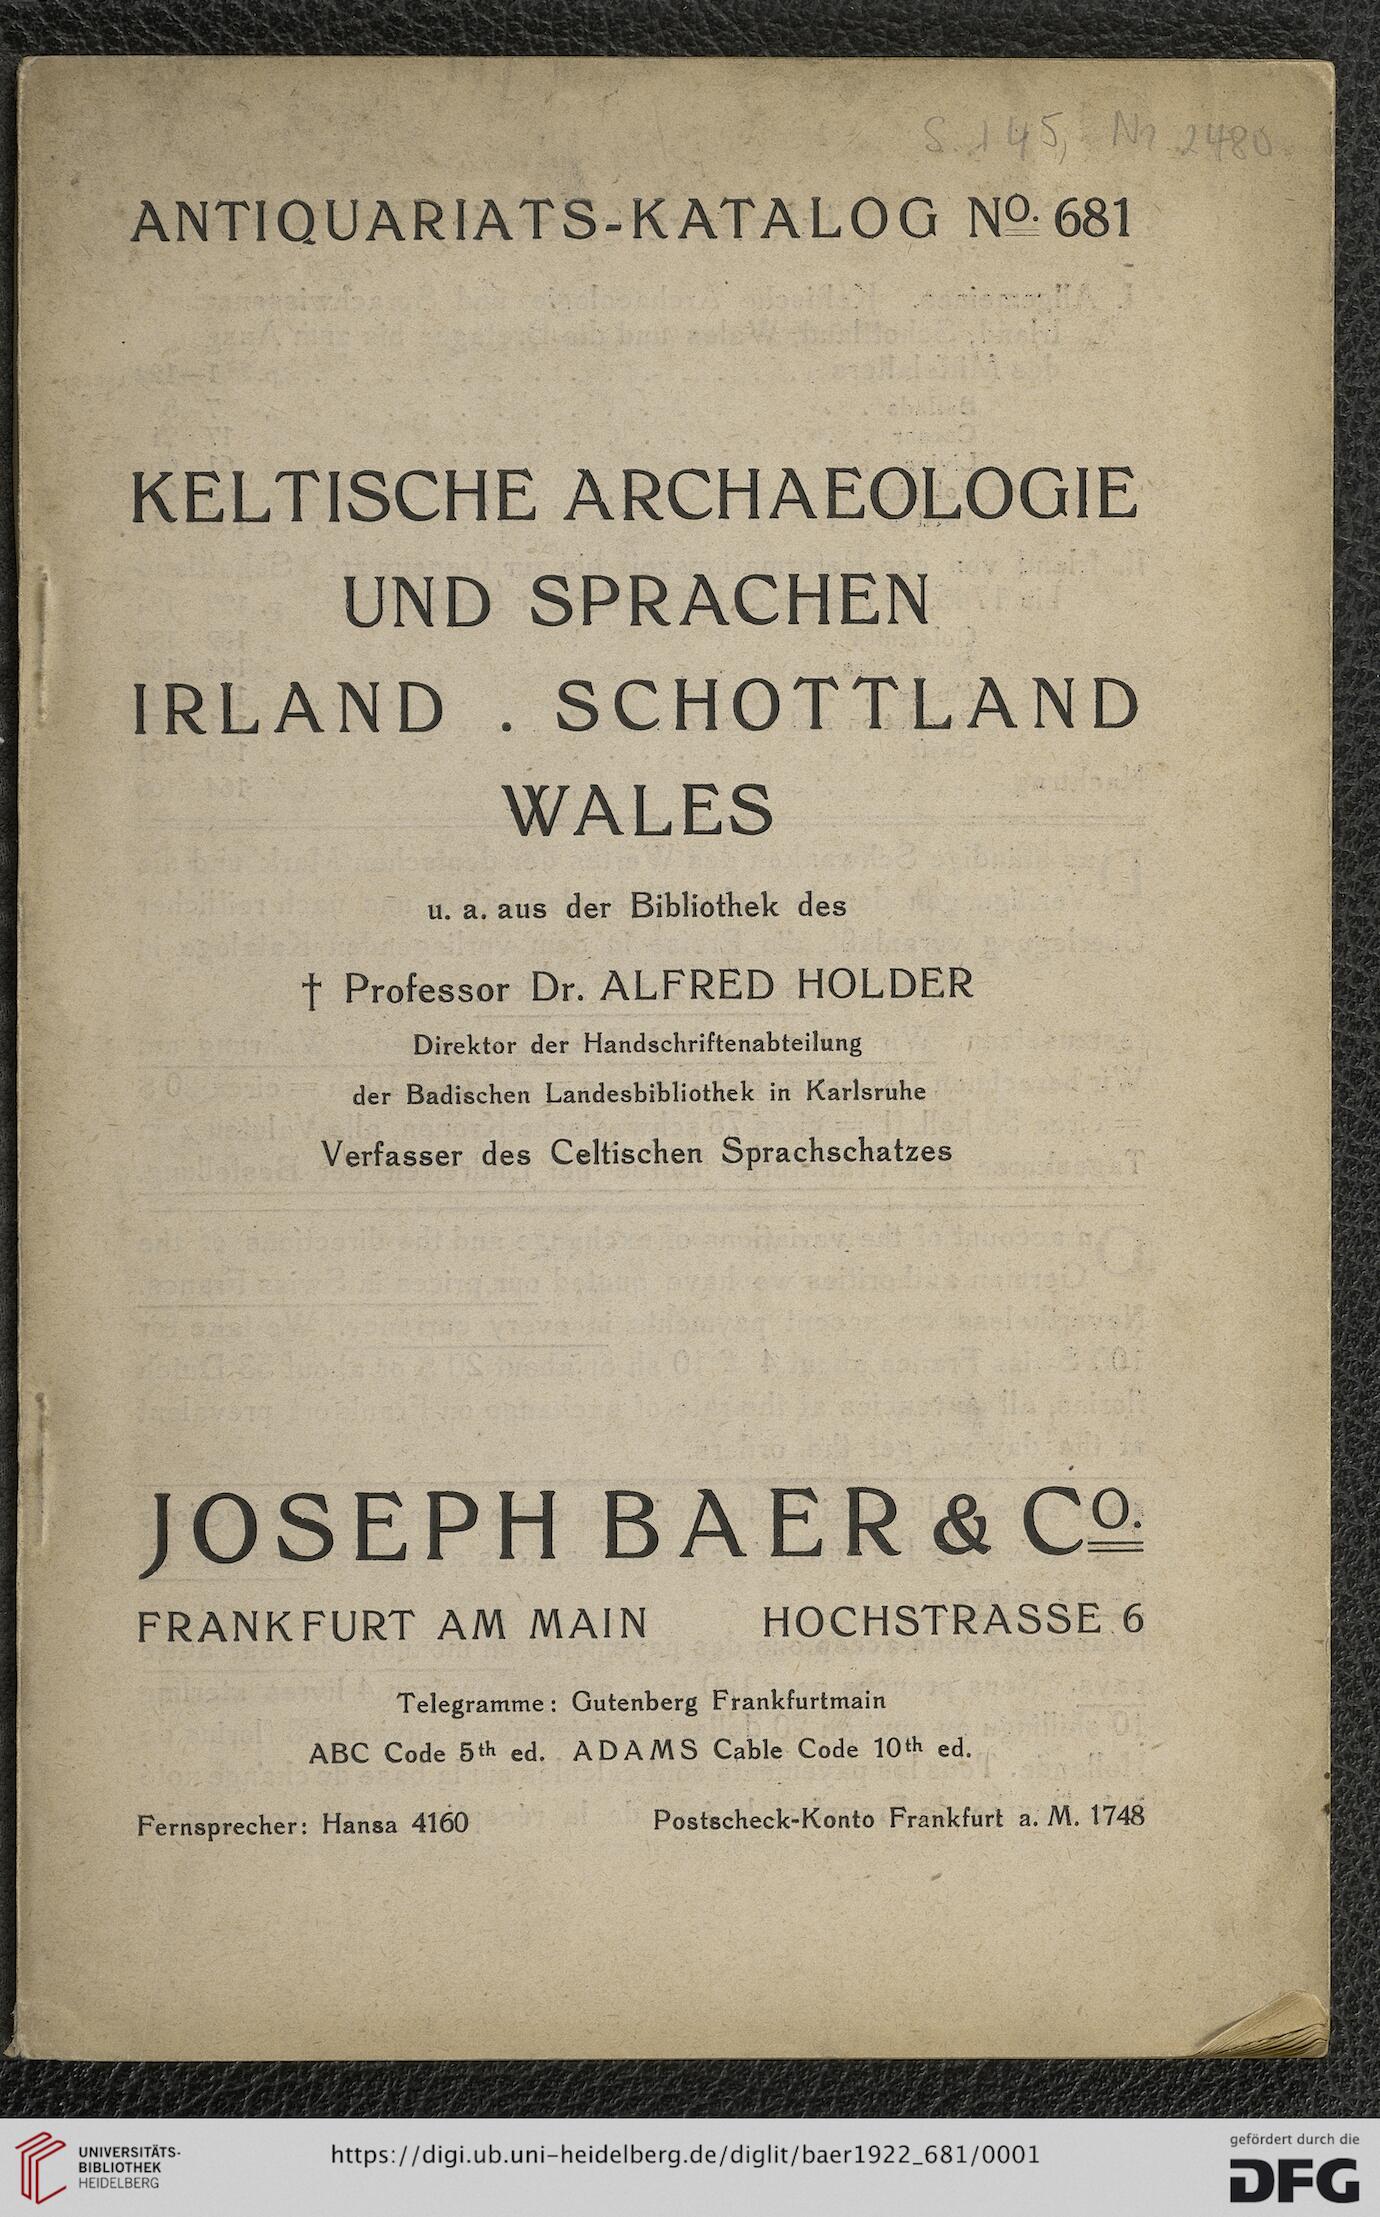 S. 145, Nr 2480
ANTIQUARIATS-KATALOG NO. 681
KELTISCHE ARCHAEOLOGIE
UND SPRACHEN
IRLAND . SCHOTTLAND
WALES
u. a. aus der Bibliothek des
† Professor Dr. ALFRED HOLDER
Direktor der Handschriftenabteilung
der Badischen Landesbibliothek in Karlsruhe
Verfasser des Celtischen Sprachschatzes
JOSEPH BAER & CO.
FRANKFURT AM MAIN HOCHSTRASSE 6
Telegramme: Gutenberg Frankfurtmain
ABC Code 5th ed. ADAMS Cable Code 10th ed.
Fernsprecher: Hansa 4160 Postscheck-Konto Frankfurt a. M. 1748
UNIVERSITÄTS-
BIBLIOTHEK
HEIDELBERG
https://digi.ub.uni-heidelberg.de/diglit/baer1922_681/0001
gefördert durch die
DFG